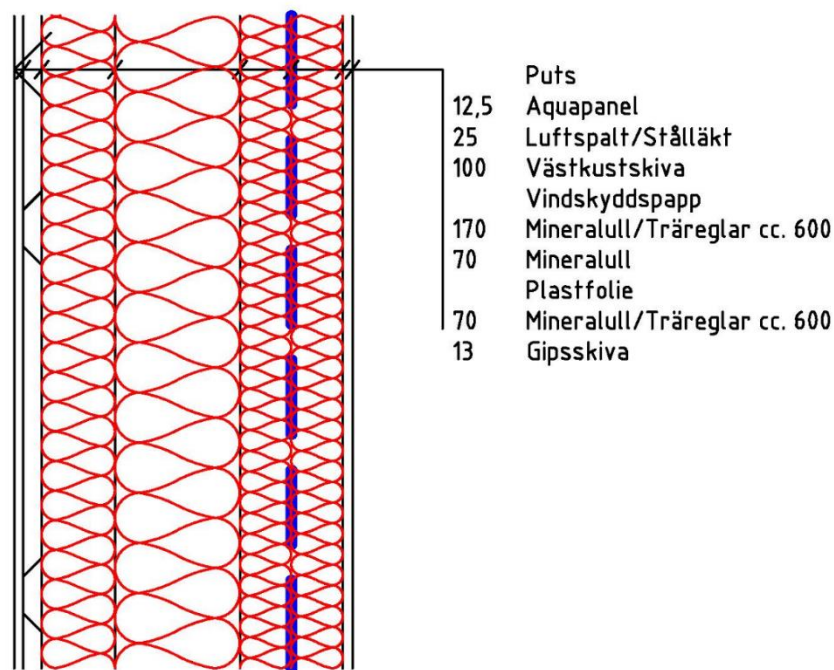 Puts
12,5 Aquapanel
25 Luftspalt/Stålläkt
100 Västkustskiva
Vindskyddspapp
170 Mineralull/Träreglar cc. 600
70 Mineralull
Plastfolie
70 Mineralull/Träreglar cc. 600
13 Gipsskiva